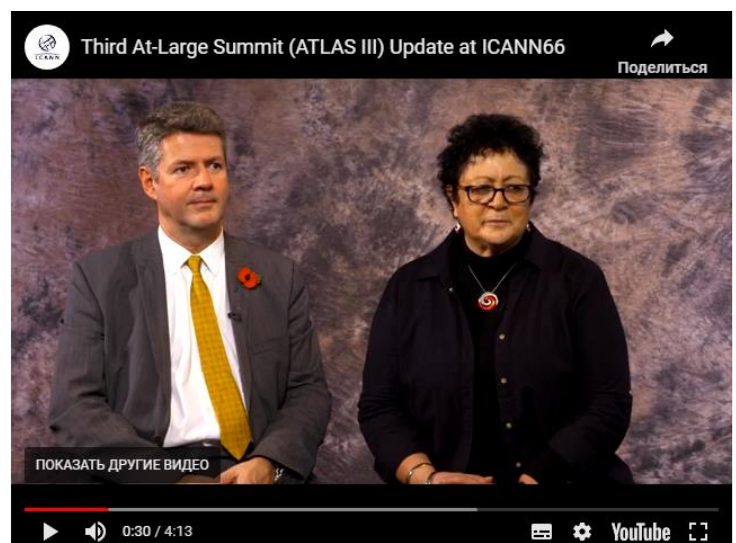 Third At-Large Summit (ATLAS III) Update at ICANN66
Поделиться
ICANN
ПОКАЗАТЬ ДРУГИЕ ВИДЕО
0:30 / 4:13
YouTube